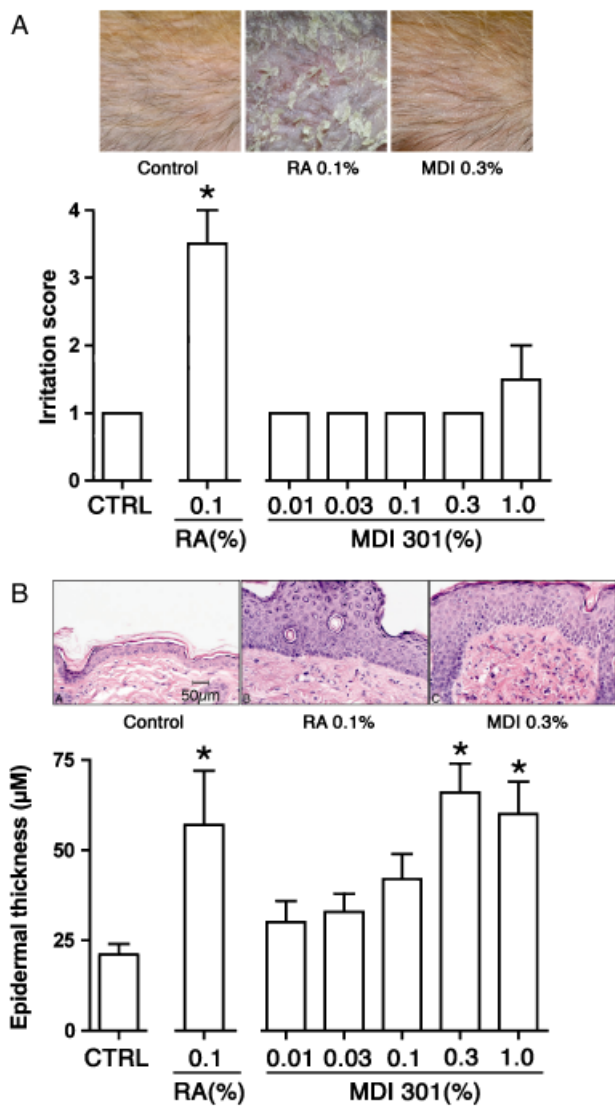 A
Control RA 0.1% MDI 0.3%
*
4
3
2
1
0
Irritation score
CTRL 0.1 0.01 0.03 0.1 0.3 1.0
RA(%) MDI 301(%)
B
A 50µm B C
Control RA 0.1% MDI 0.3%
* * *
75
50
25
0
Epidermal thickness (µM)
CTRL 0.1 0.01 0.03 0.1 0.3 1.0
RA(%) MDI 301(%)